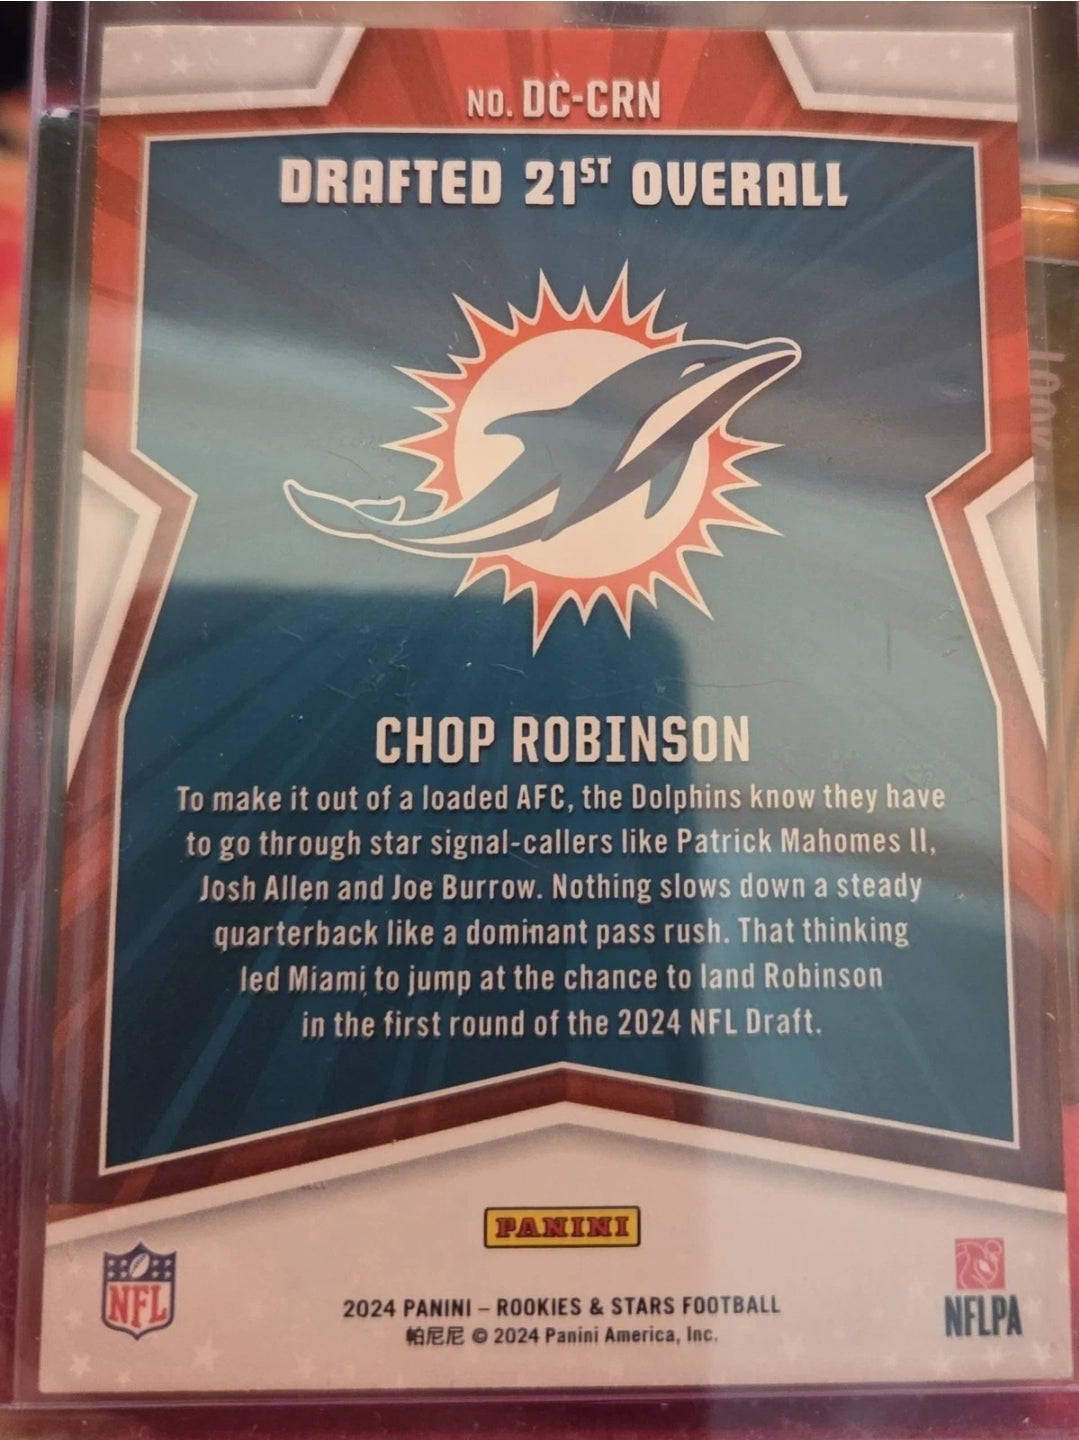 NO. DC-CRN
DRAFTED 21ST OVERALL
CHOP ROBINSON
To make it out of a loaded AFC, the Dolphins know they have
to go through star signal-callers like Patrick Mahomes II,
Josh Allen and Joe Burrow. Nothing slows down a steady
quarterback like a dominant pass rush. That thinking
led Miami to jump at the chance to land Robinson
in the first round of the 2024 NFL Draft.
PANINI
NFL
2024 PANINI – ROOKIES & STARS FOOTBALL
帕尼尼 © 2024 Panini America, Inc.
NFLPA